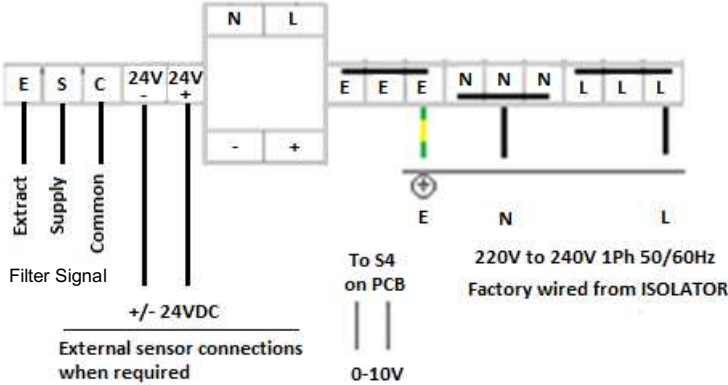 N L
E S C 24V - 24V + E E E N N N L L L
- +
Extract
Supply
Common
Filter Signal
E N L
220V to 240V 1Ph 50/60Hz
Factory wired from ISOLATOR
To S4
on PCB
0-10V
+/- 24VDC
External sensor connections
when required